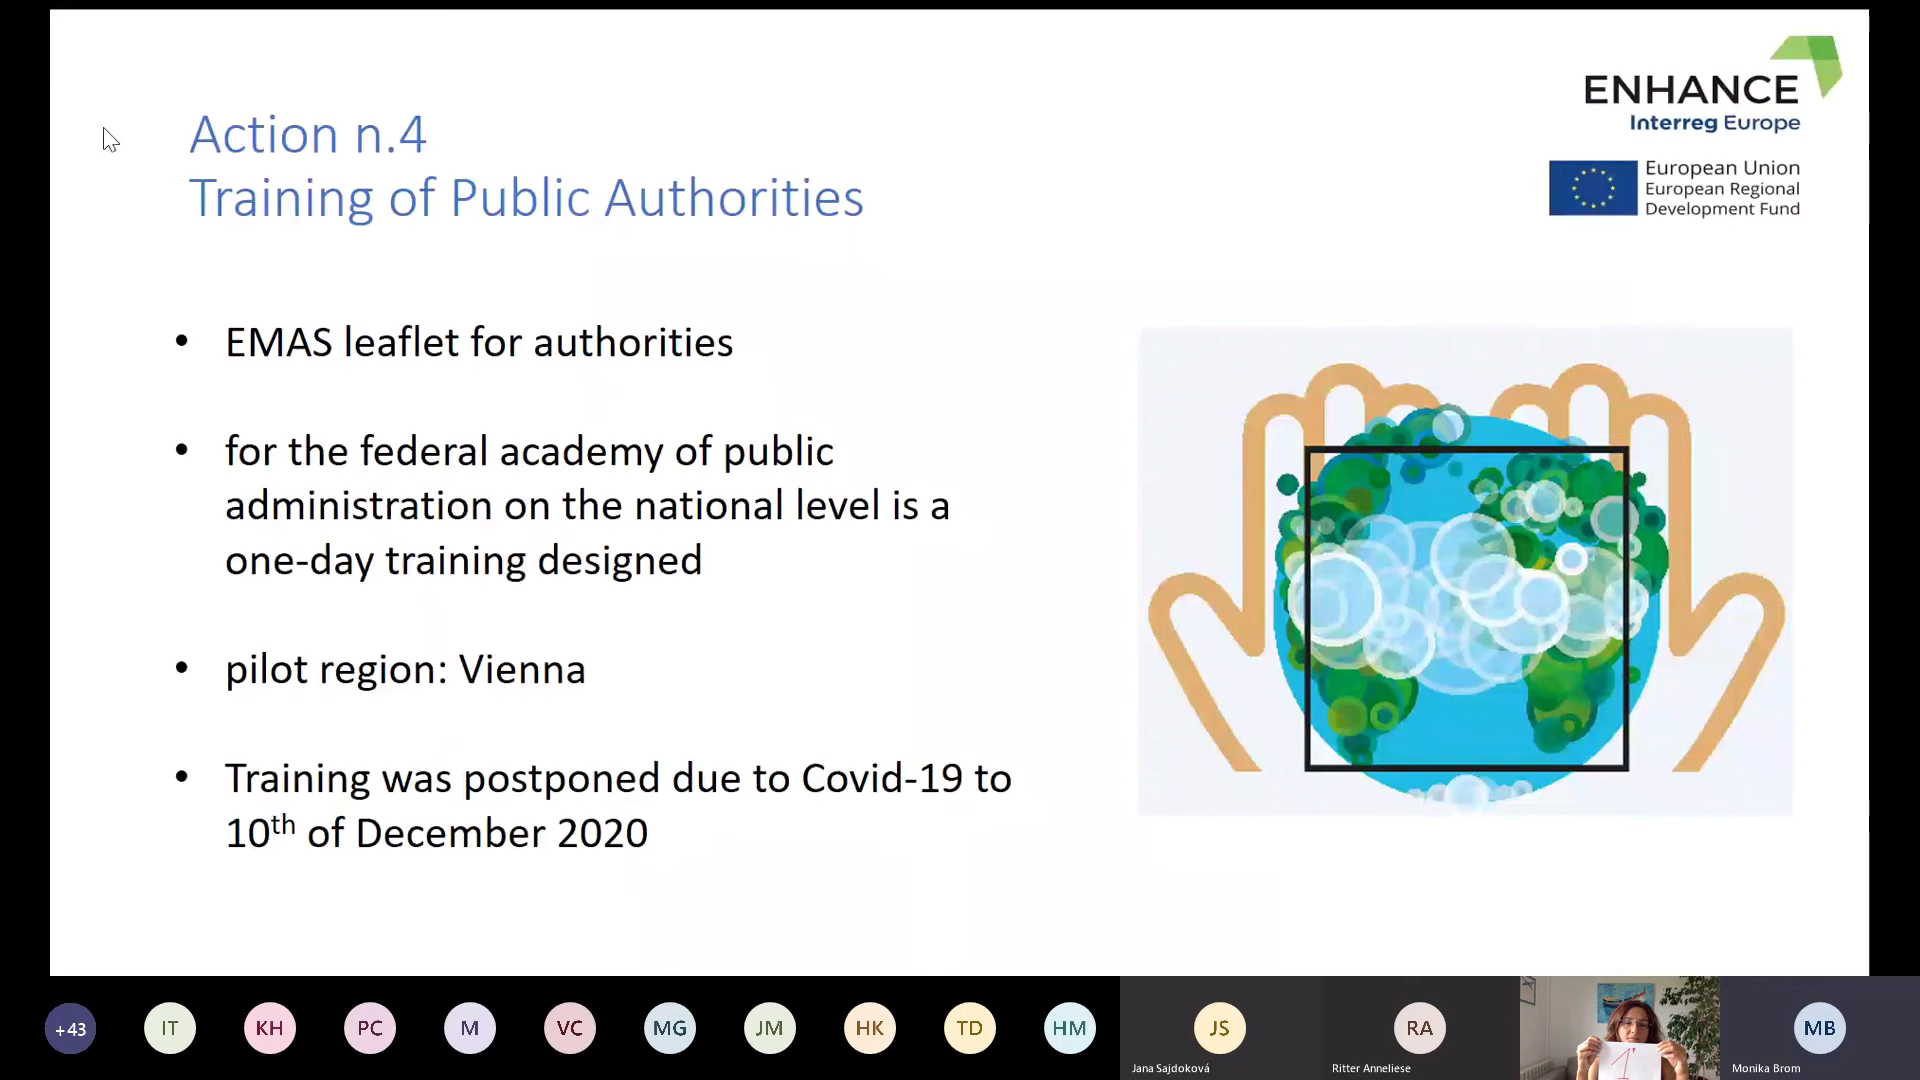 ENHANCE
Interreg Europe
European Union
European Regional
Development Fund
Action n.4
Training of Public Authorities
• EMAS leaflet for authorities
• for the federal academy of public
administration on the national level is a
one-day training designed
• pilot region: Vienna
• Training was postponed due to Covid-19 to
10th of December 2020
+43
IT
KH
PC
M
VC
MG
JM
HK
TD
HM
JS
Jana Sajdoková
RA
Ritter Anneliese
1'
MB
Monika Brom